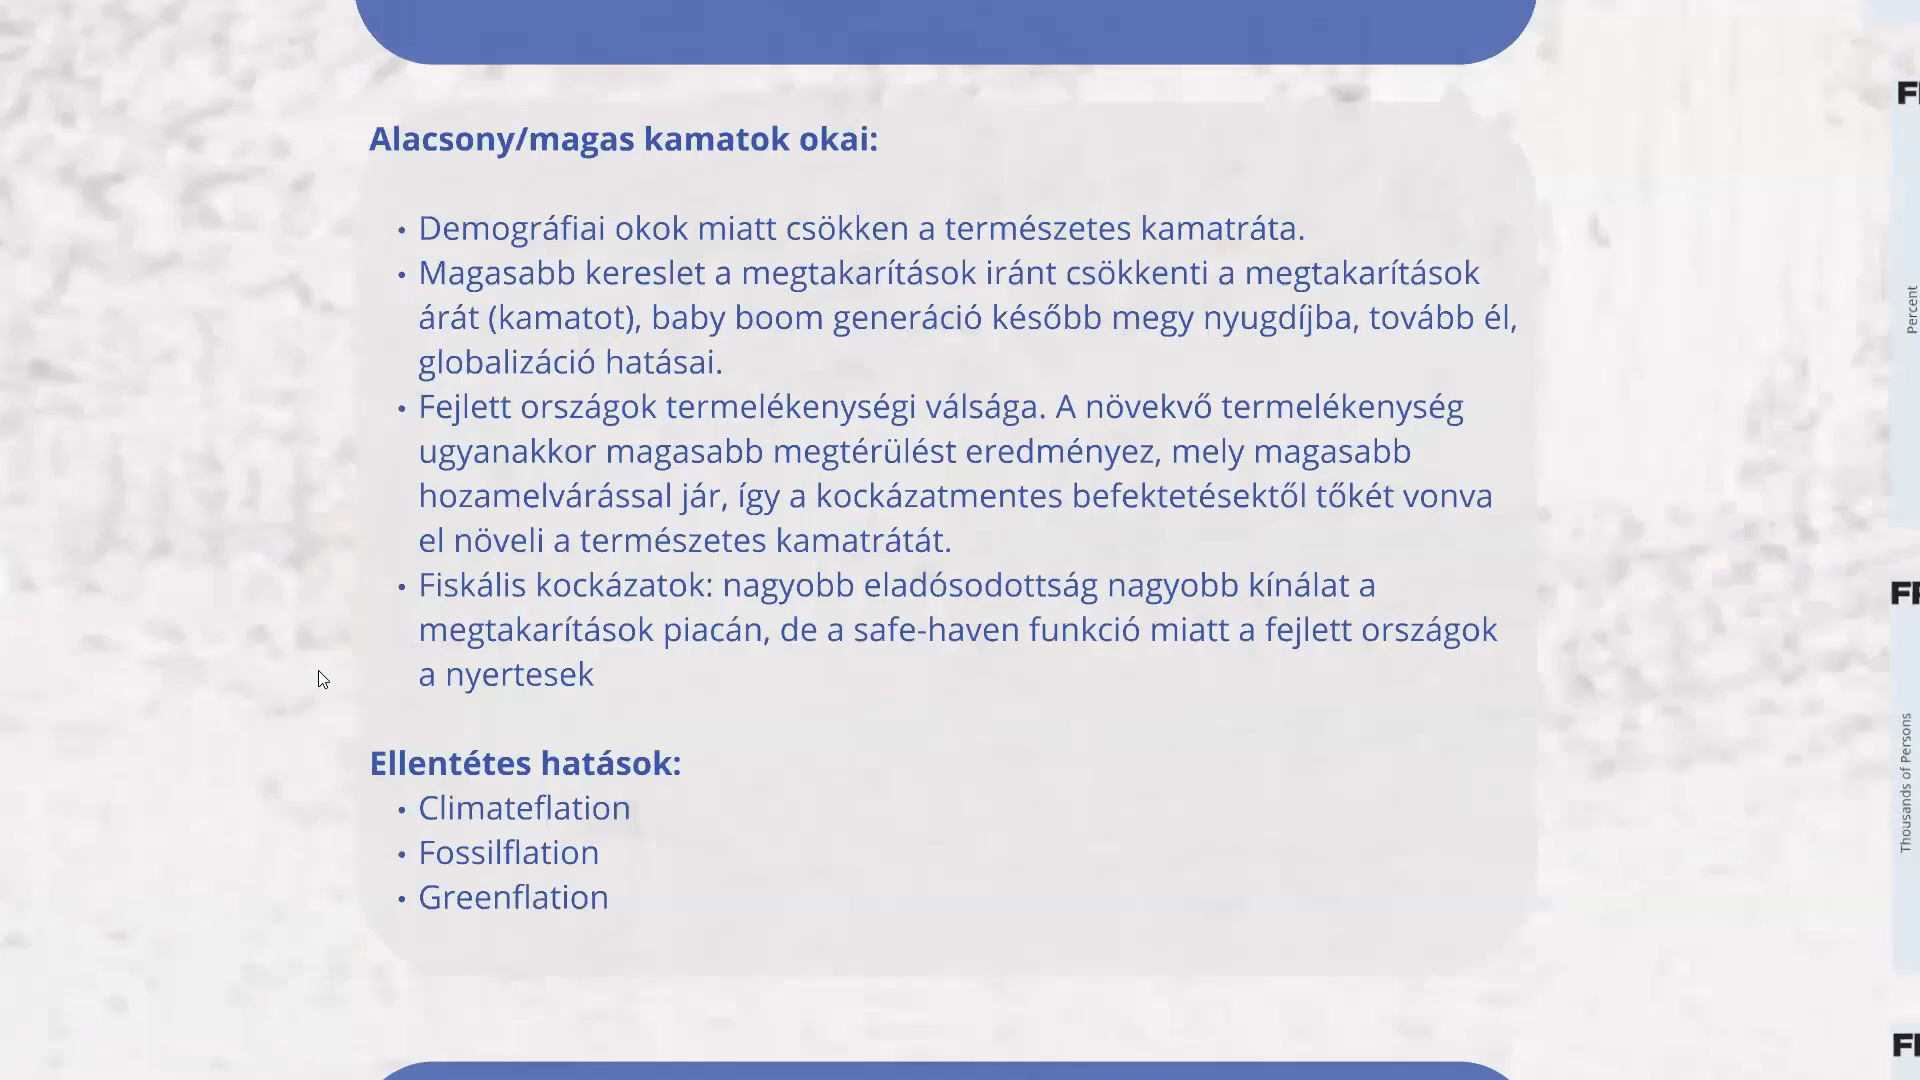 Alacsony/magas kamatok okai:
• Demográfiai okok miatt csökken a természetes kamatráta.
• Magasabb kereslet a megtakarítások iránt csökkenti a megtakarítások
árát (kamatot), baby boom generáció később megy nyugdíjba, tovább él,
globalizáció hatásai.
• Fejlett országok termelékenységi válsága. A növekvő termelékenység
ugyanakkor magasabb megtérülést eredményez, mely magasabb
hozamelvárással jár, így a kockázatmentes befektetésektől tőkét vonva
el növeli a természetes kamatrátát.
• Fiskális kockázatok: nagyobb eladósodottság nagyobb kínálat a
megtakarítások piacán, de a safe-haven funkció miatt a fejlett országok
a nyertesek
Ellentétes hatások:
• Climateflation
• Fossilflation
• Greenflation
Percent
Thousands of Persons